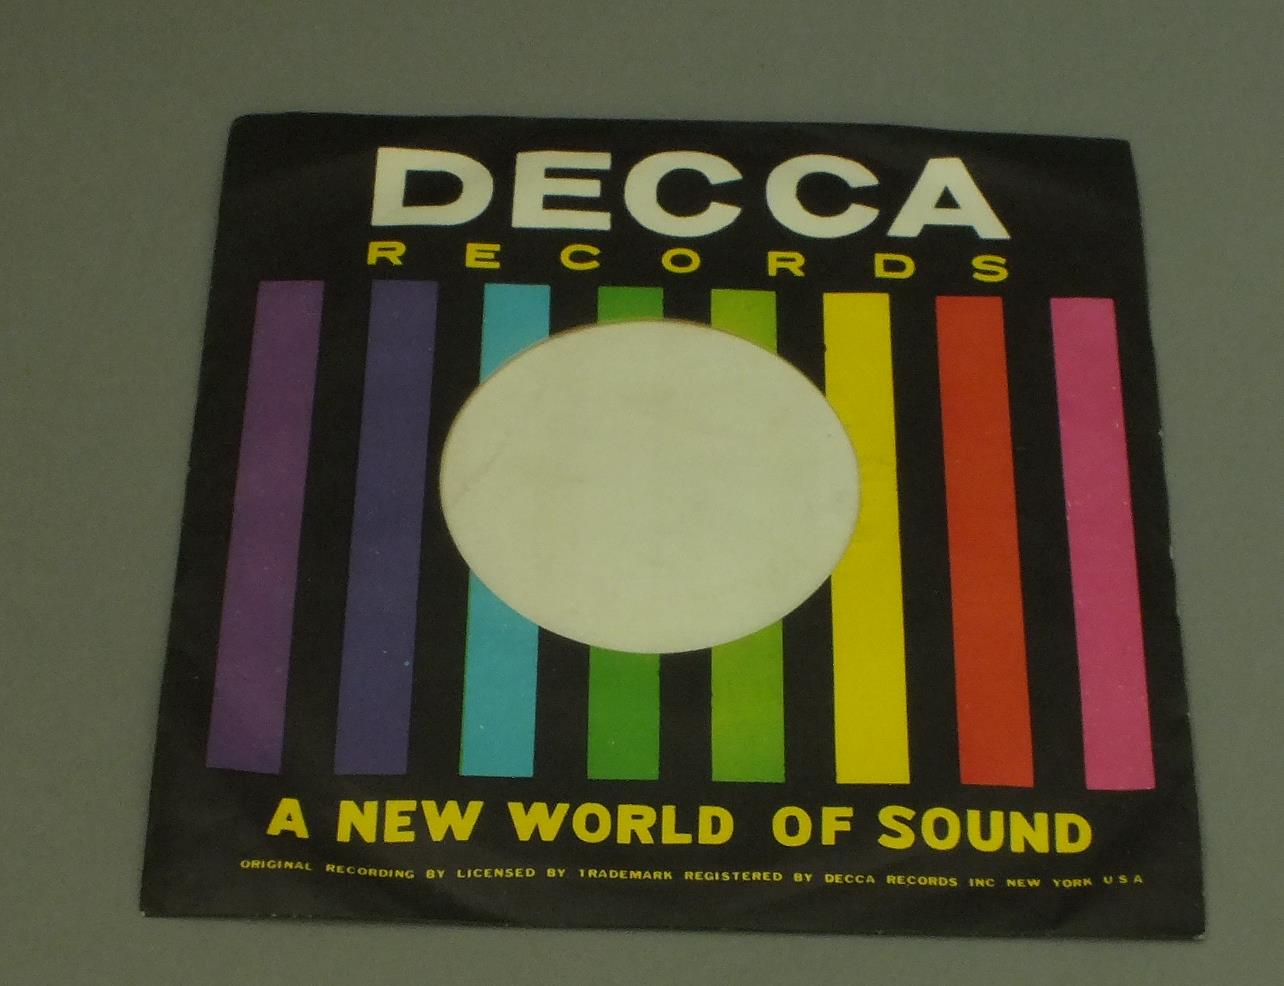 DECCA
RECORDS
A NEW WORLD OF SOUND
ORIGINAL RECORDING BY LICENSED BY TRADEMARK REGISTERED BY DECCA RECORDS INC NEW YORK U S A